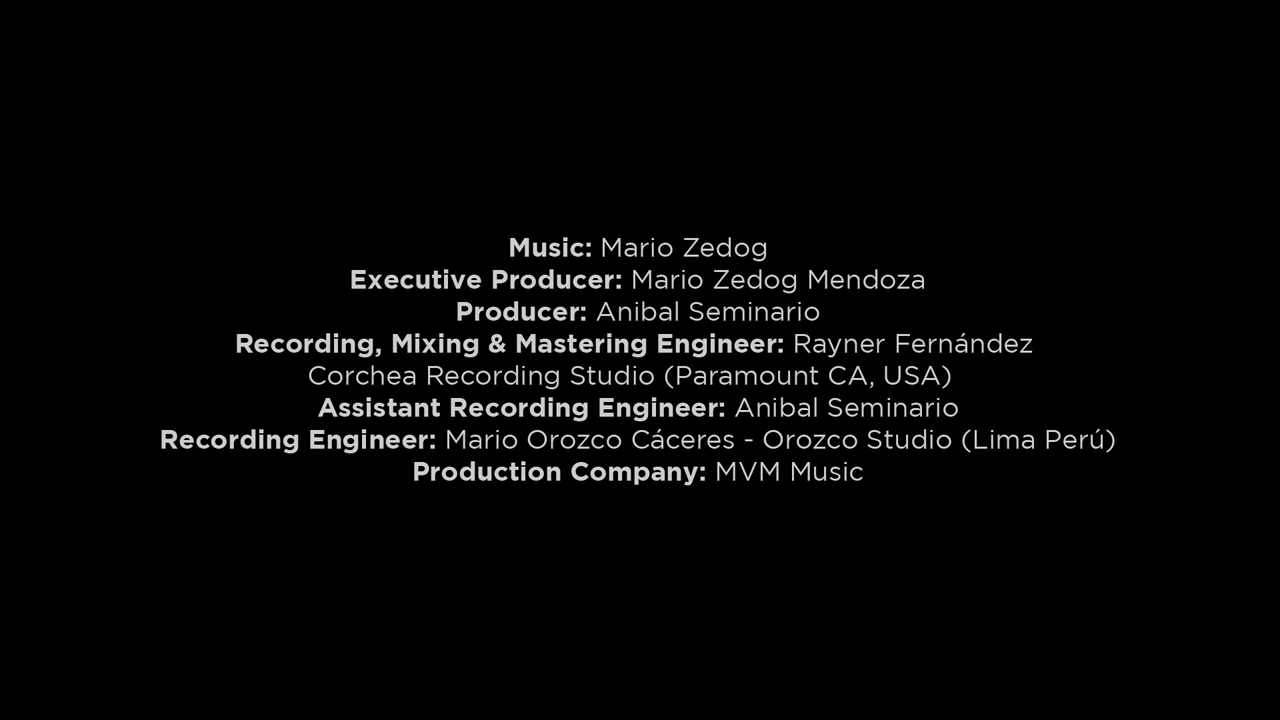 Music: Mario Zedog
Executive Producer: Mario Zedog Mendoza
Producer: Anibal Seminario
Recording, Mixing & Mastering Engineer: Rayner Fernández
Corchea Recording Studio (Paramount CA, USA)
Assistant Recording Engineer: Anibal Seminario
Recording Engineer: Mario Orozco Cáceres - Orozco Studio (Lima Perú)
Production Company: MVM Music